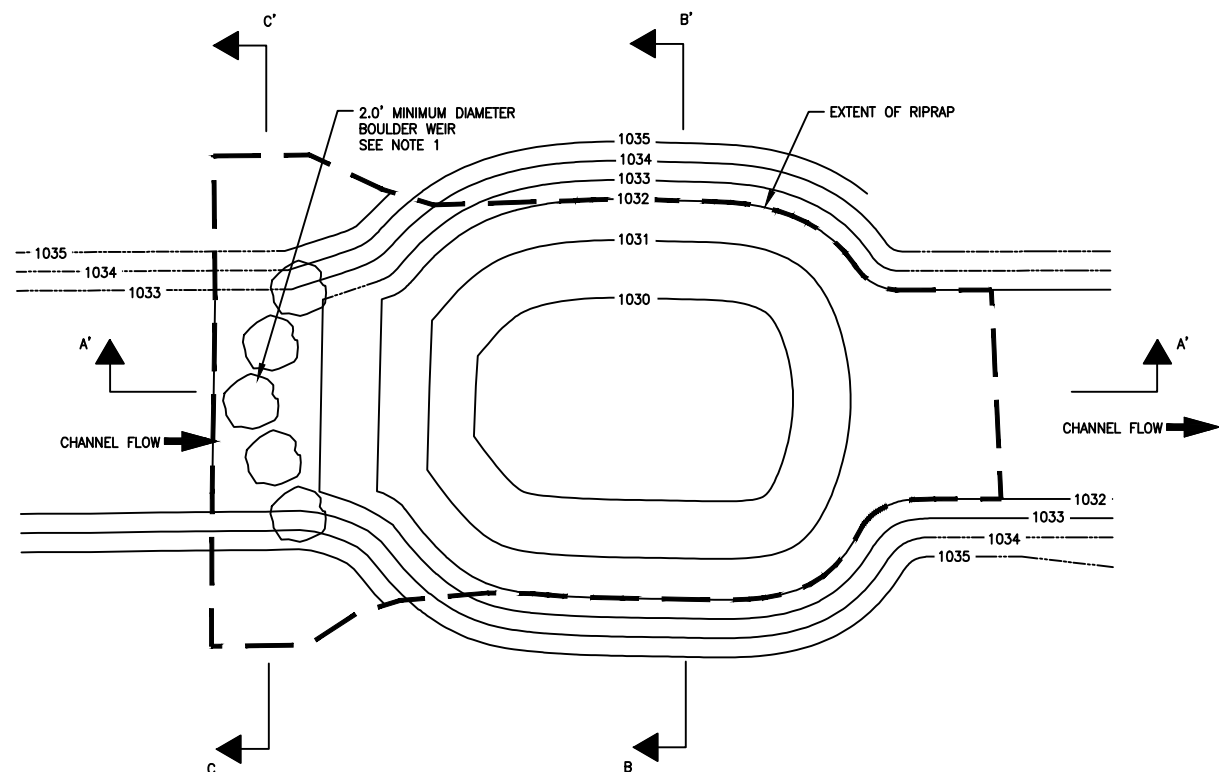 C'
B'
2.0' MINIMUM DIAMETER
BOULDER WEIR
SEE NOTE 1
EXTENT OF RIPRAP
1035
1034
1033
1032
1031
1030
1035
1034
1033
A'
A'
CHANNEL FLOW
CHANNEL FLOW
1032
1033
1034
1035
C
B